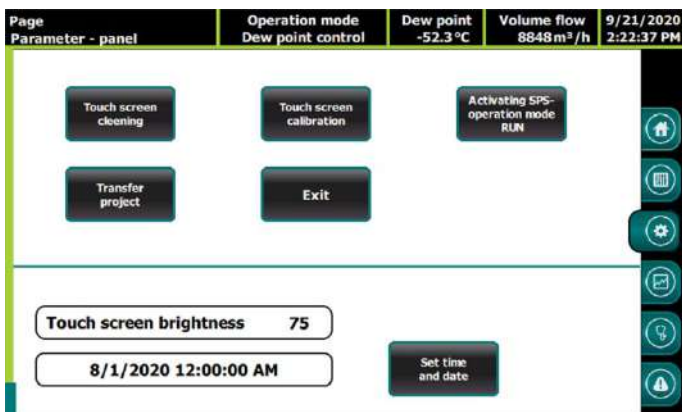 Page
Operation mode
Dew point
Volume flow
9/21/2020
Parameter - panel
Dew point control
-52.3°C
8848 m³/h
2:22:37 PM
Touch screen
cleening
Touch screen
calibration
Activating SPS-
operation mode
RUN
Transfer
project
Exit
Touch screen brightness 75
8/1/2020 12:00:00 AM
Set time
and date